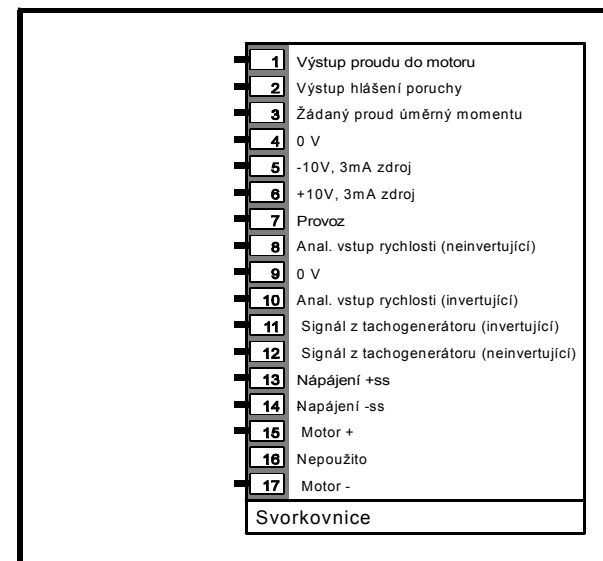 1 Výstup proudu do motoru
2 Výstup hlášení poruchy
3 Žádaný proud úměrný momentu
4 0 V
5 -10V, 3mA zdroj
6 +10V, 3mA zdroj
7 Provoz
8 Anal. vstup rychlosti (neinvertující)
9 0 V
10 Anal. vstup rychlosti (invertující)
11 Signál z tachogenerátoru (invertující)
12 Signál z tachogenerátoru (neinvertující)
13 Nápájení +ss
14 Napájení -ss
15 Motor +
16 Nepoužito
17 Motor -
Svorkovnice